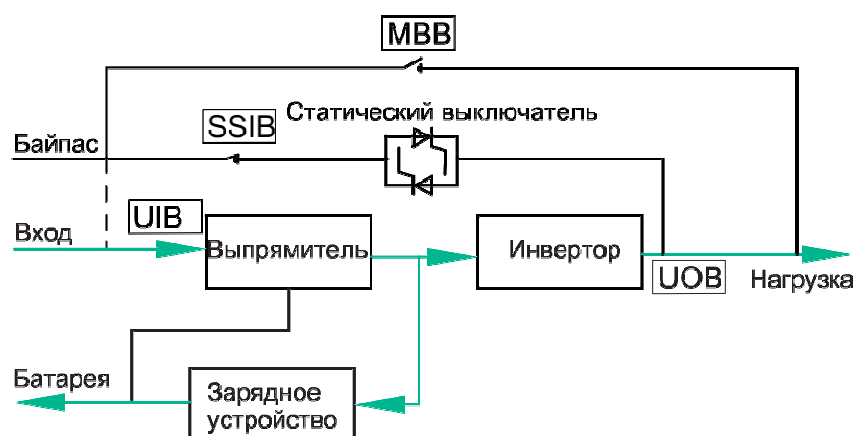 MBB
Статический выключатель
SSIB
Байпас
UIB
Вход
Выпрямитель
Инвертор
UOB
Нагрузка
Батарея
Зарядное
устройство